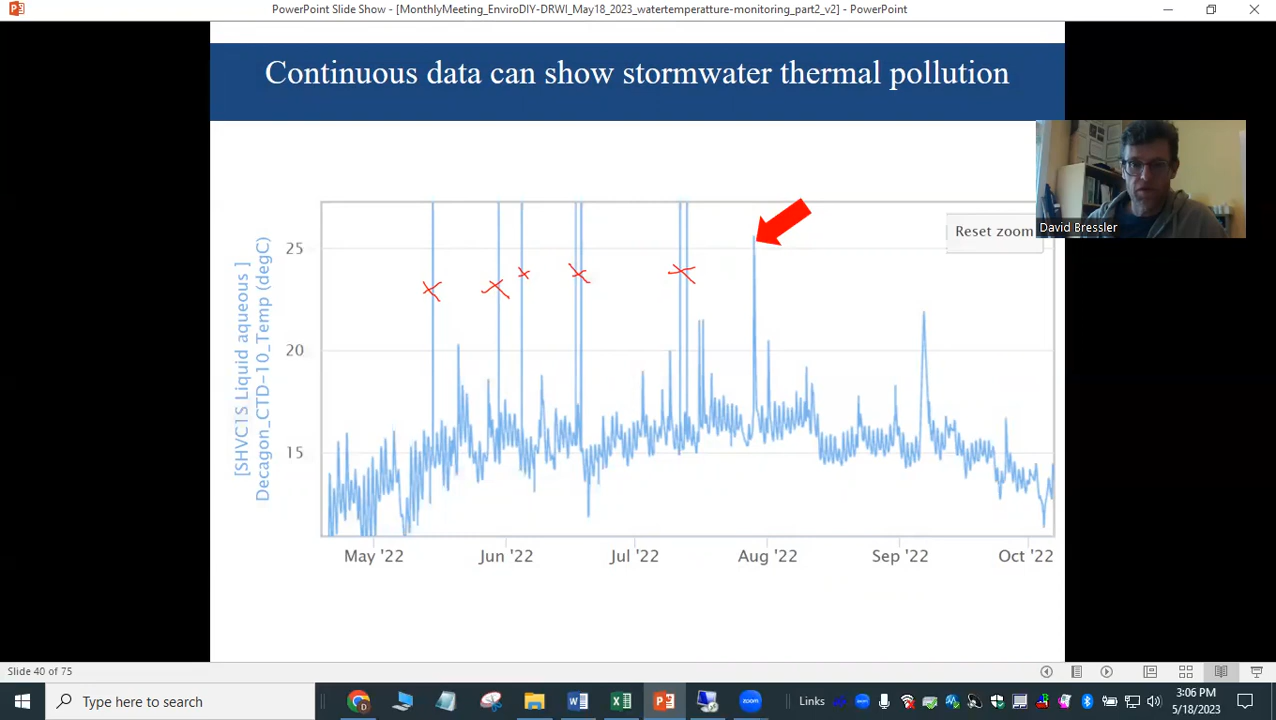 PowerPoint Slide Show - [MonthlyMeeting_EnviroDIY-DRWI_May18_2023_watertemperatture-monitoring_part2_v2] - PowerPoint
Continuous data can show stormwater thermal pollution
David Bressler
Reset zoom
[SHVC1S Liquid aqueous ]
Decagon_CTD-10_Temp (degC)
25
20
15
May '22
Jun '22
Jul '22
Aug '22
Sep '22
Oct '22
Slide 40 of 75
Type here to search
Links
3:06 PM
5/18/2023